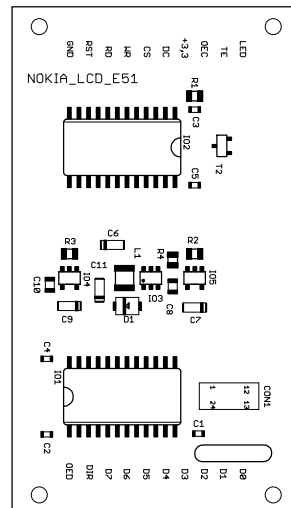 GND RST RD WR CS DC +3,3 OEC TE LED
NOKIA_LCD_E51
R1
C3
IO2
T2
C5
C6
R3
L1
R4
R2
C11
IO4
IO3
IO5
C10
C9
D1
C8
C7
C4
IO1
CON1
1 12
24 13
C2
C1
OED DIR D7 D6 D5 D4 D3 D2 D1 D0